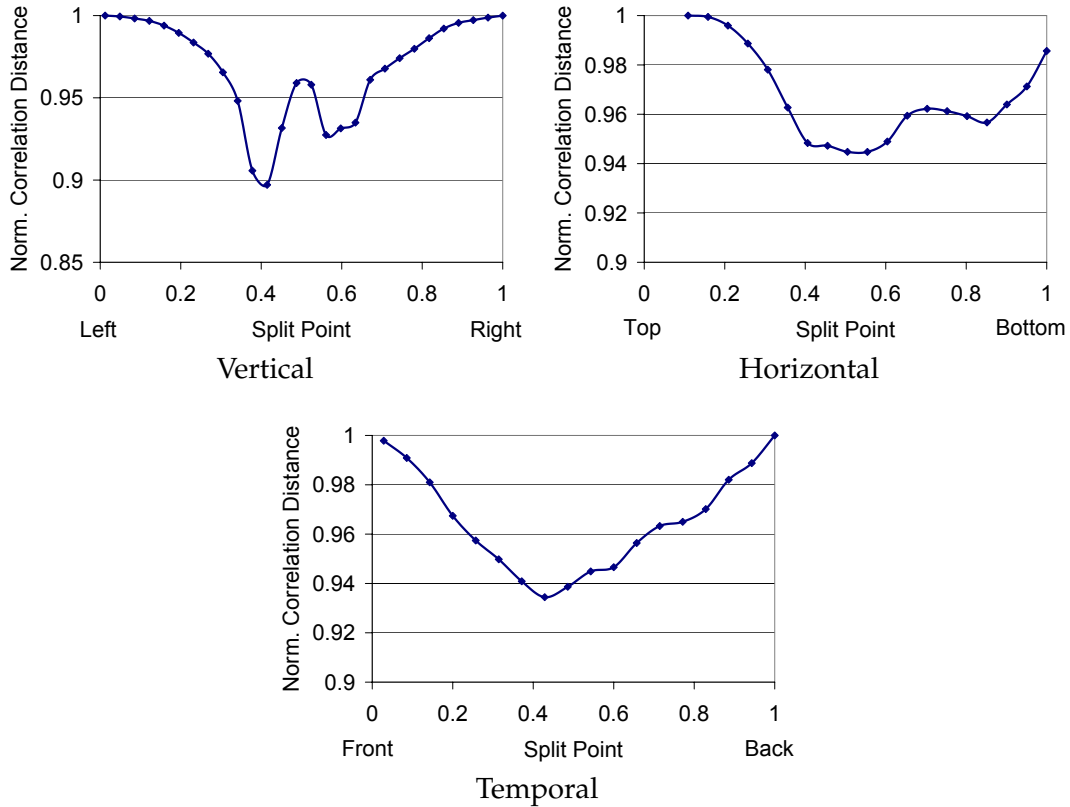 Norm. Correlation Distance
1
0.95
0.9
0.85
0 0.2 0.4 0.6 0.8 1
Left Split Point Right
Vertical
Norm. Correlation Distance
1
0.98
0.96
0.94
0.92
0.9
0 0.2 0.4 0.6 0.8 1
Top Split Point Bottom
Horizontal
Norm. Correlation Distance
1
0.98
0.96
0.94
0.92
0.9
0 0.2 0.4 0.6 0.8 1
Front Split Point Back
Temporal